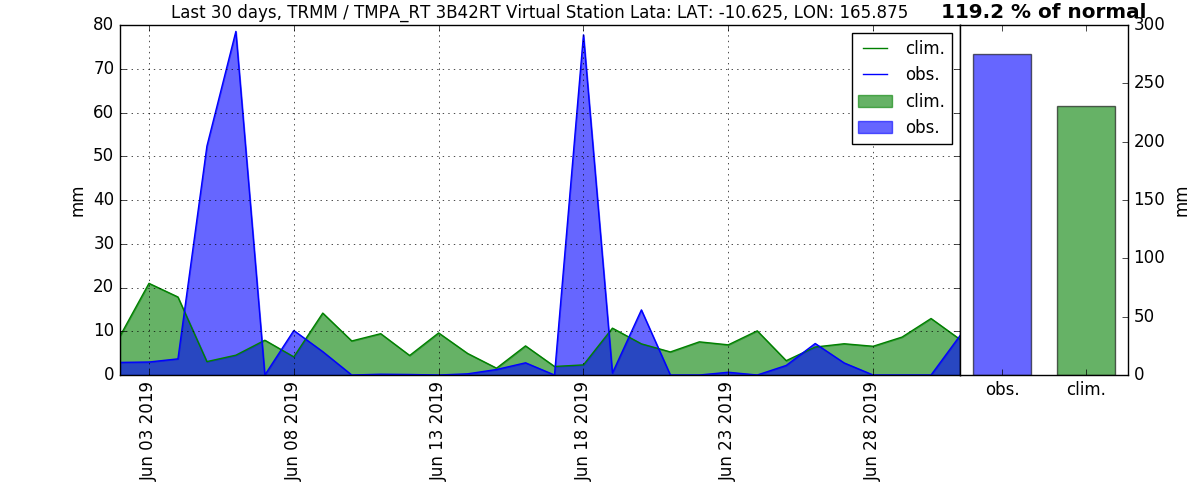 Last 30 days, TRMM / TMPA_RT 3B42RT Virtual Station Lata: LAT: -10.625, LON: 165.875
119.2 % of normal
80
70
60
50
40
30
20
10
0
mm
clim.
obs.
clim.
obs.
Jun 03 2019
Jun 08 2019
Jun 13 2019
Jun 18 2019
Jun 23 2019
Jun 28 2019
300
250
200
150
100
50
0
mm
obs.
clim.